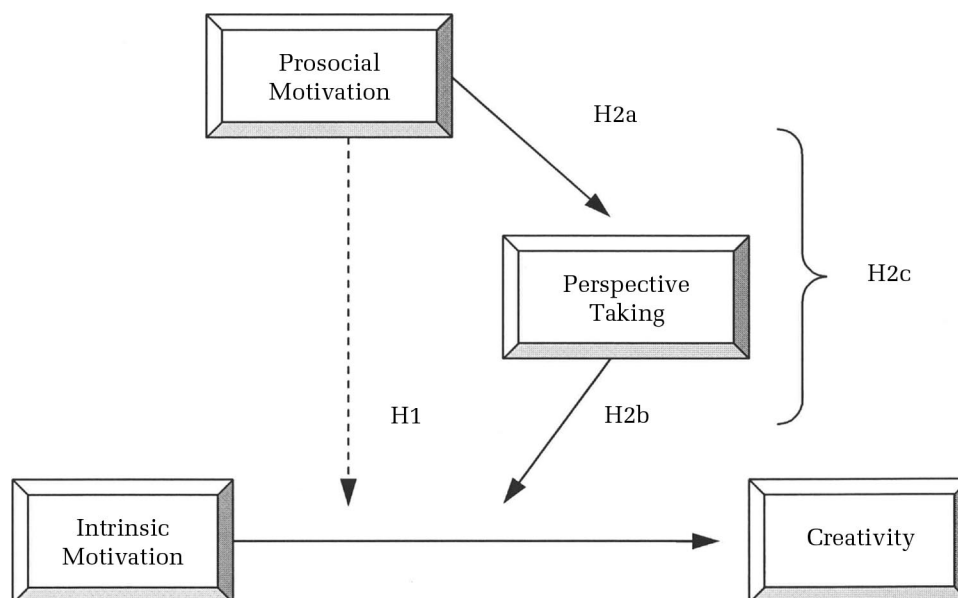 Prosocial
Motivation
H2a
Perspective
Taking
H2c
H1
H2b
Intrinsic
Motivation
Creativity